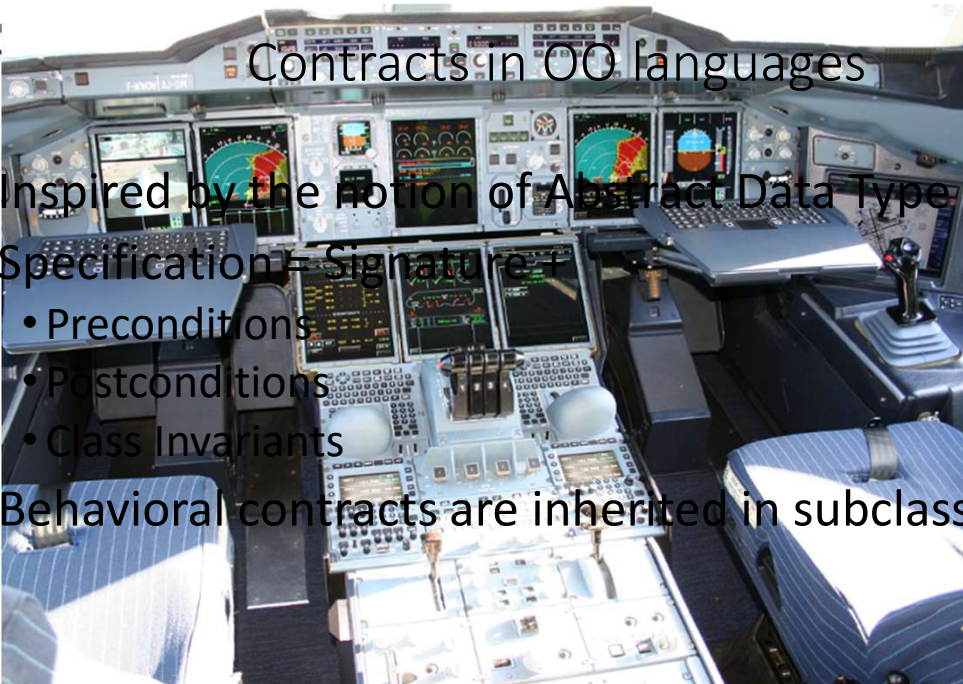 Contracts in OO languages
Inspired by the notion of Abstract Data Type
Specification = Signature +
• Preconditions
• Postconditions
• Class Invariants
Behavioral contracts are inherited in subclass